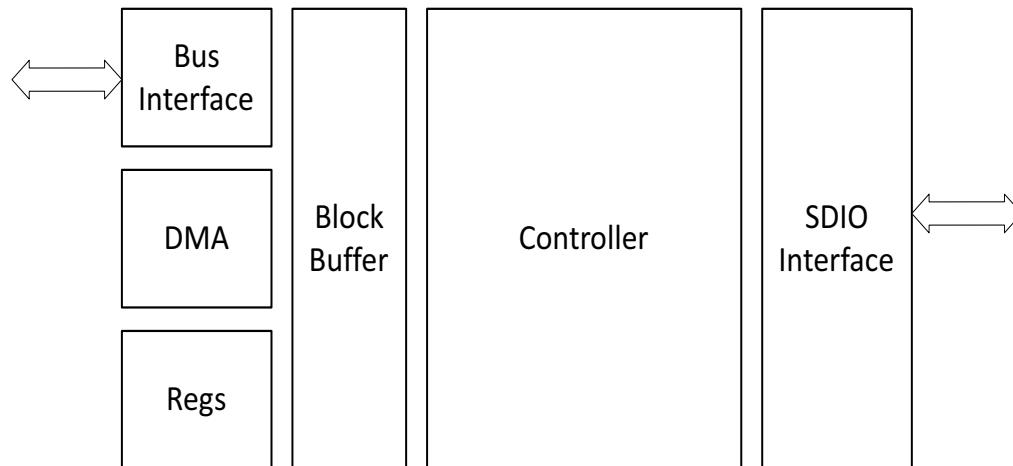 Bus
Interface
DMA
Regs
Block
Buffer
Controller
SDIO
Interface